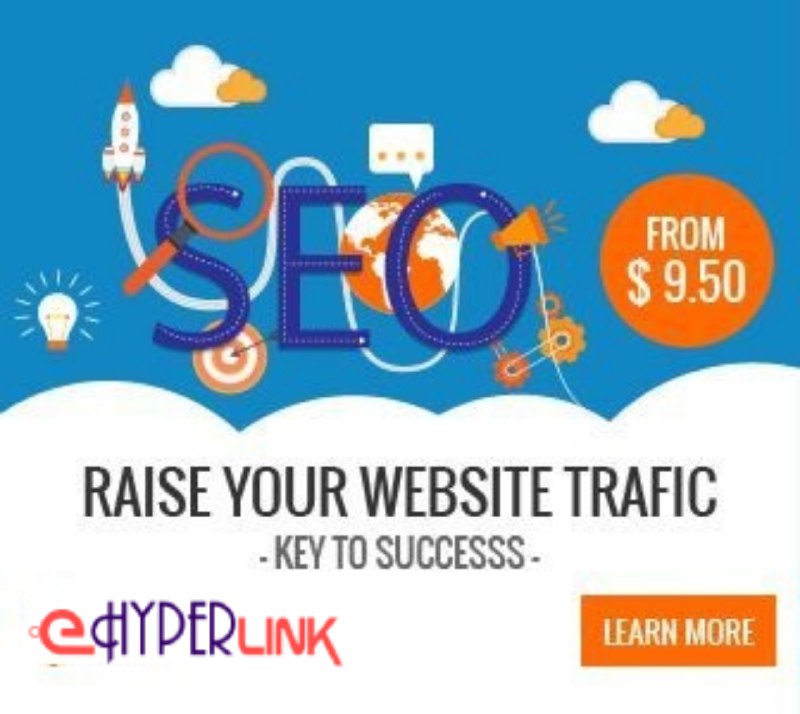 SEO
FROM
$ 9.50
RAISE YOUR WEBSITE TRAFIC
- KEY TO SUCCESSS -
eHYPERLINK
LEARN MORE